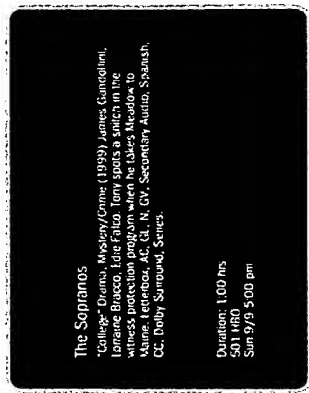 The Sopranos
"College" Drama, Mystery/Crime (1999) James Gandolfini,
Lorraine Bracco, Edie Falco. Tony spots a snitch in the
witness protection program when he takes Meadow to
Maine. Letterbox, AC, GL, N, GV, Secondary Audio, Spanish,
CC, Dolby Surround, Series.
Duration: 1:00 hrs
501 HBO
Sun 9/9 5:00 pm